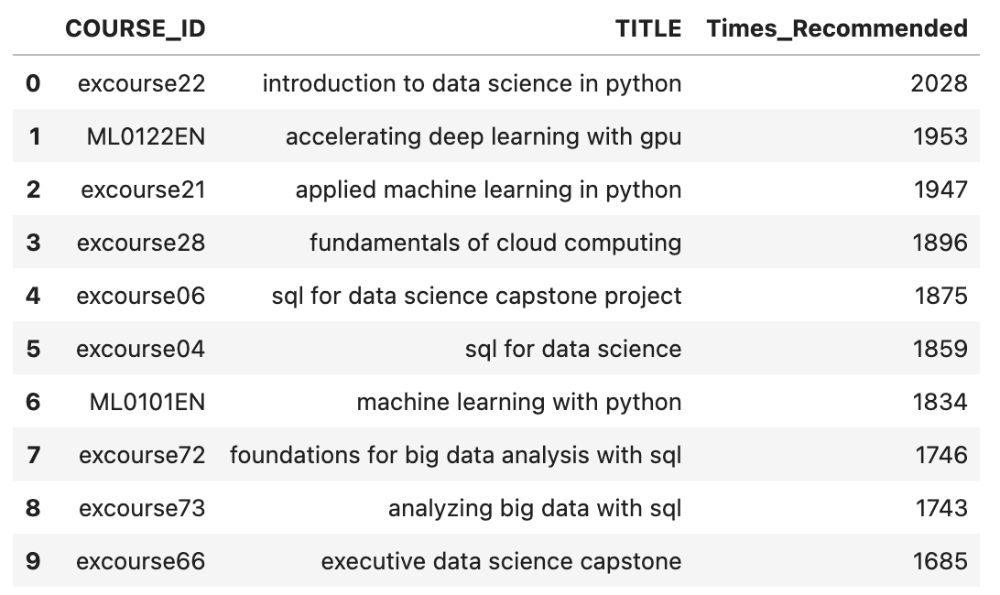 COURSE_ID TITLE Times_Recommended
0 excourse22 introduction to data science in python 2028
1 ML0122EN accelerating deep learning with gpu 1953
2 excourse21 applied machine learning in python 1947
3 excourse28 fundamentals of cloud computing 1896
4 excourse06 sql for data science capstone project 1875
5 excourse04 sql for data science 1859
6 ML0101EN machine learning with python 1834
7 excourse72 foundations for big data analysis with sql 1746
8 excourse73 analyzing big data with sql 1743
9 excourse66 executive data science capstone 1685